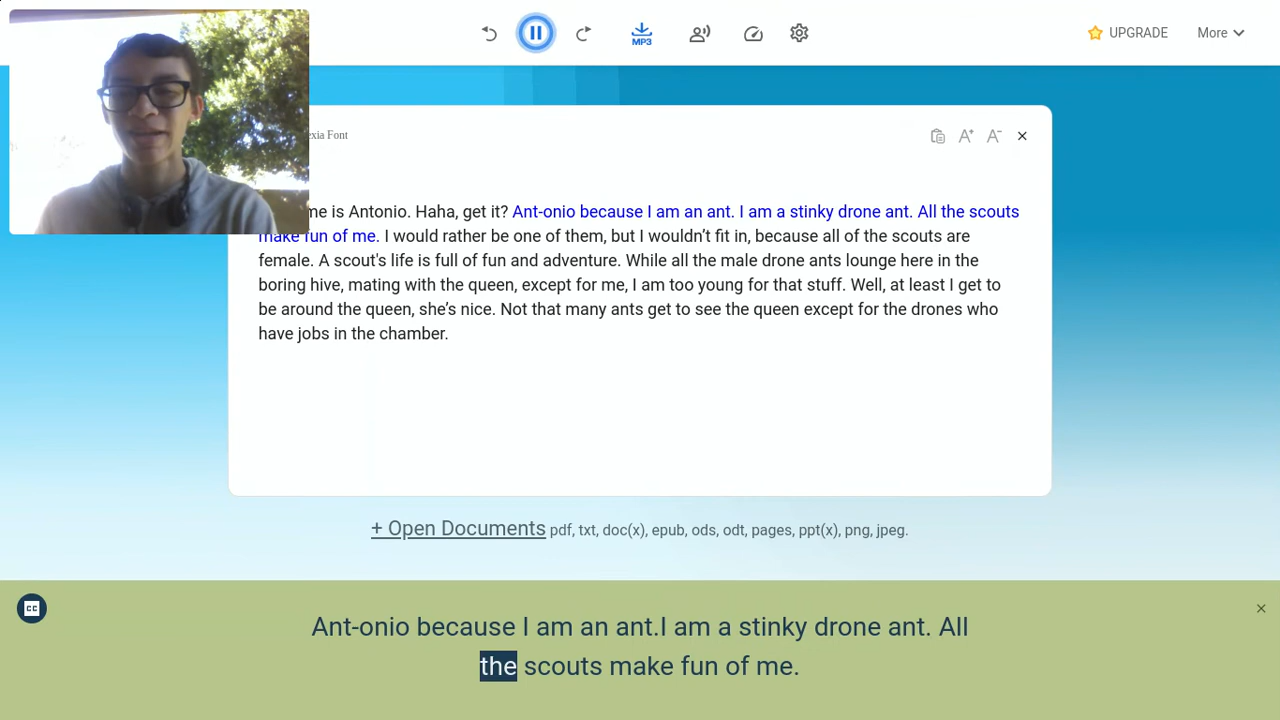 MP3
UPGRADE
More
exia Font
A+
A-
me is Antonio. Haha, get it? Ant-onio because I am an ant. I am a stinky drone ant. All the scouts
make fun of me. I would rather be one of them, but I wouldn’t fit in, because all of the scouts are
female. A scout's life is full of fun and adventure. While all the male drone ants lounge here in the
boring hive, mating with the queen, except for me, I am too young for that stuff. Well, at least I get to
be around the queen, she’s nice. Not that many ants get to see the queen except for the drones who
have jobs in the chamber.
+ Open Documents pdf, txt, doc(x), epub, ods, odt, pages, ppt(x), png, jpeg.
CC
Ant-onio because I am an ant.I am a stinky drone ant. All
the scouts make fun of me.